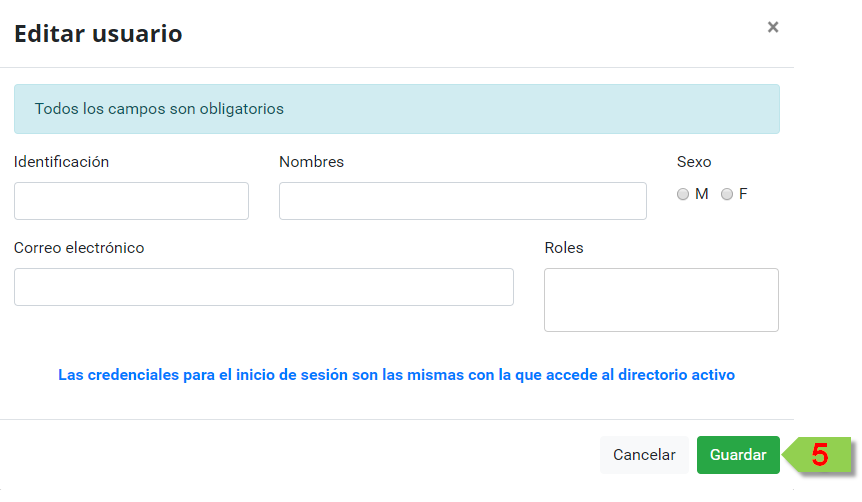 Editar usuario ×
Todos los campos son obligatorios
Identificación Nombres Sexo
M F
Correo electrónico Roles
Las credenciales para el inicio de sesión son las mismas con la que accede al directorio activo
Cancelar Guardar 5